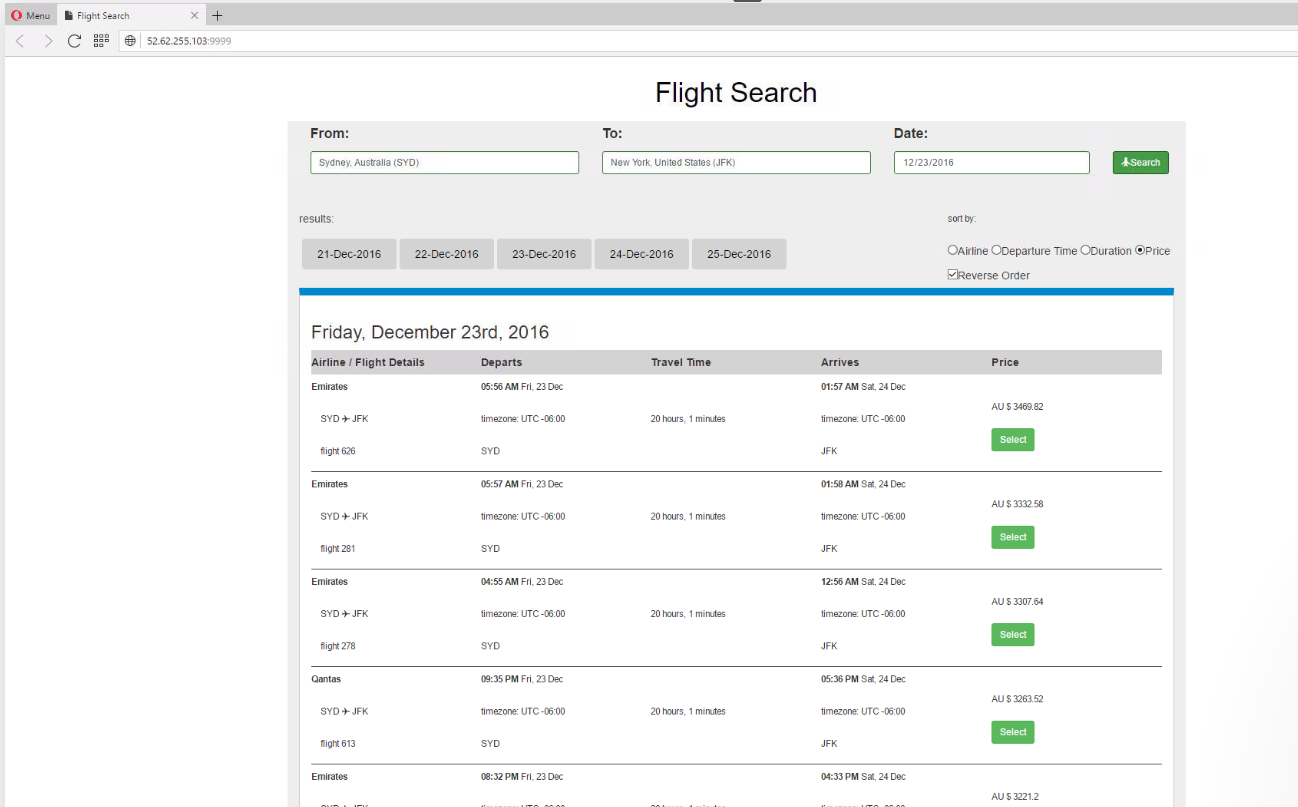 Menu Flight Search
52.62.255.103:9999
Flight Search
From: To: Date:
Sydney, Australia (SYD) New York, United States (JFK) 12/23/2016 Search
results: sort by:
21-Dec-2016 22-Dec-2016 23-Dec-2016 24-Dec-2016 25-Dec-2016 Airline Departure Time Duration Price
Reverse Order
Friday, December 23rd, 2016
Airline / Flight Details Departs Travel Time Arrives Price
Emirates 05:56 AM Fri, 23 Dec 01:57 AM Sat, 24 Dec
AU $ 3469.82
SYD ✈ JFK timezone: UTC -06:00 20 hours, 1 minutes timezone: UTC -06:00
Select
flight 626 SYD JFK
Emirates 05:57 AM Fri, 23 Dec 01:58 AM Sat, 24 Dec
AU $ 3332.58
SYD ✈ JFK timezone: UTC -06:00 20 hours, 1 minutes timezone: UTC -06:00
Select
flight 281 SYD JFK
Emirates 04:55 AM Fri, 23 Dec 12:56 AM Sat, 24 Dec
AU $ 3307.64
SYD ✈ JFK timezone: UTC -06:00 20 hours, 1 minutes timezone: UTC -06:00
Select
flight 278 SYD JFK
Qantas 09:35 PM Fri, 23 Dec 05:36 PM Sat, 24 Dec
AU $ 3263.52
SYD ✈ JFK timezone: UTC -06:00 20 hours, 1 minutes timezone: UTC -06:00
Select
flight 613 SYD JFK
Emirates 08:32 PM Fri, 23 Dec 04:33 PM Sat, 24 Dec
AU $ 3221.2